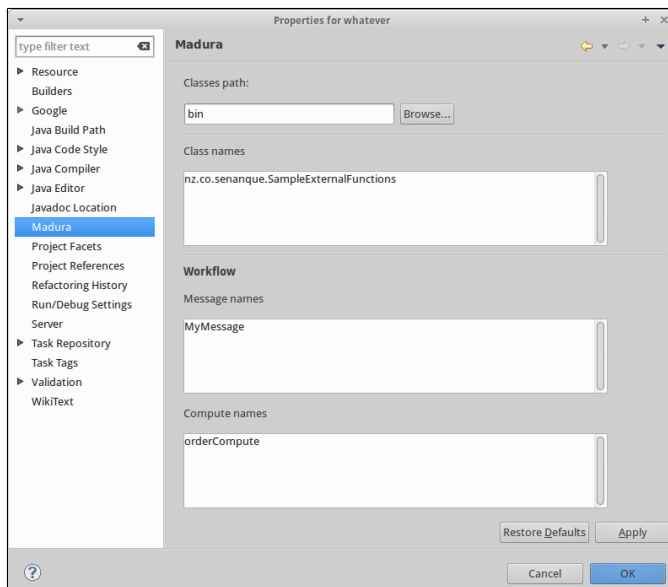 Properties for whatever
type filter text
Madura
Resource
Builders
Google
Java Build Path
Java Code Style
Java Compiler
Java Editor
Javadoc Location
Madura
Project Facets
Project References
Refactoring History
Run/Debug Settings
Server
Task Repository
Task Tags
Validation
WikiText
Classes path:
bin
Browse...
Class names
nz.co.senanque.SampleExternalFunctions
Workflow
Message names
MyMessage
Compute names
orderCompute
Restore Defaults
Apply
Cancel
OK